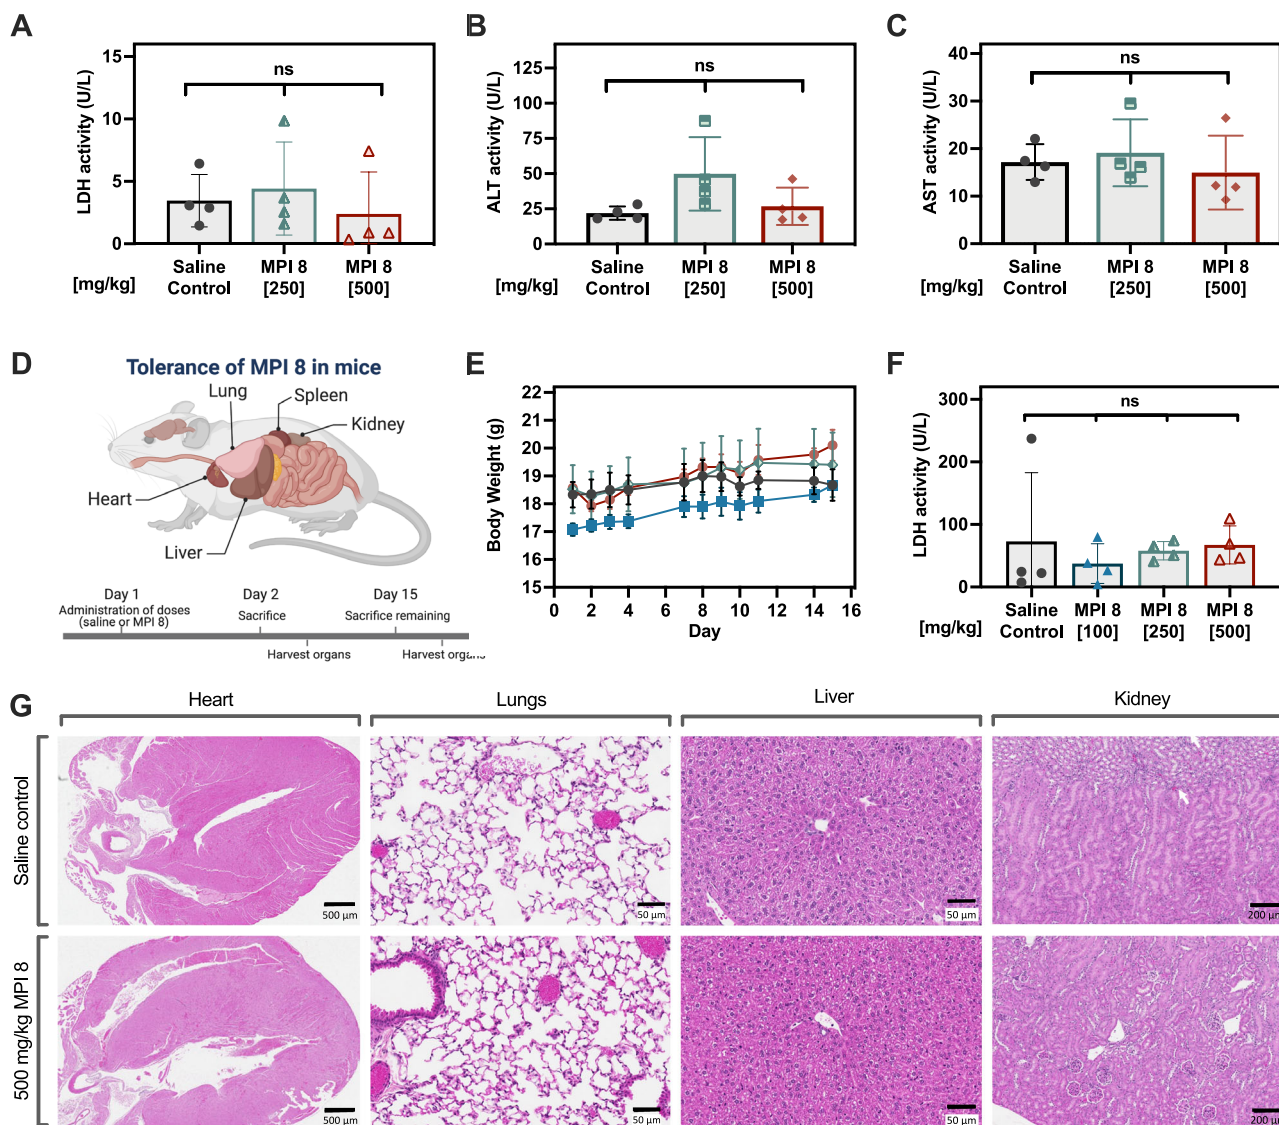 A
LDH activity (U/L)
15
10
5
0
ns
Saline Control
MPI 8 [250]
MPI 8 [500]
[mg/kg]
B
ALT activity (U/L)
125
100
75
50
25
0
ns
Saline Control
MPI 8 [250]
MPI 8 [500]
[mg/kg]
C
AST activity (U/L)
40
30
20
10
0
ns
Saline Control
MPI 8 [250]
MPI 8 [500]
[mg/kg]
D
Tolerance of MPI 8 in mice
Lung
Spleen
Kidney
Heart
Liver
Day 1
Administration of doses
(saline or MPI 8)
Day 2
Sacrifice
Harvest organs
Day 15
Sacrifice remaining
Harvest organs
E
Body Weight (g)
22
21
20
19
18
17
16
15
0 2 4 6 8 10 12 14 16
Day
F
LDH activity (U/L)
300
200
100
0
ns
Saline Control
MPI 8 [100]
MPI 8 [250]
MPI 8 [500]
[mg/kg]
G
Heart
Lungs
Liver
Kidney
Saline control
500 µm
50 µm
50 µm
200 µm
500 mg/kg MPI 8
500 µm
50 µm
50 µm
200 µm